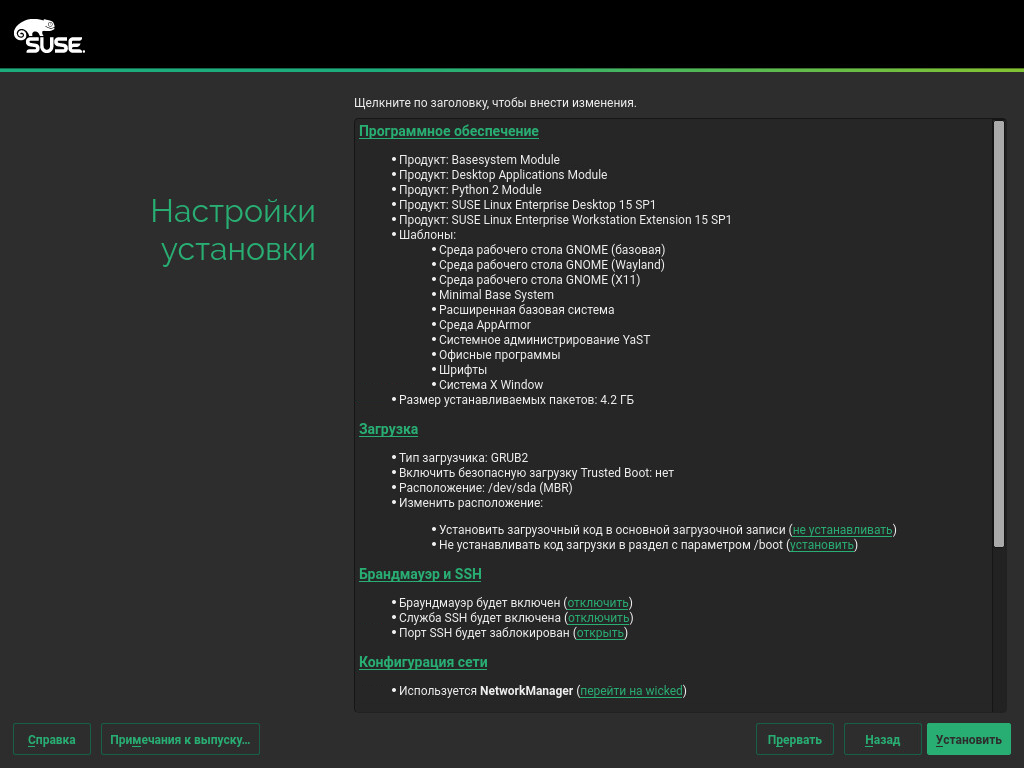 SUSE.
Щелкните по заголовку, чтобы внести изменения.
Настройки
установки
Программное обеспечение
• Продукт: Basesystem Module
• Продукт: Desktop Applications Module
• Продукт: Python 2 Module
• Продукт: SUSE Linux Enterprise Desktop 15 SP1
• Продукт: SUSE Linux Enterprise Workstation Extension 15 SP1
• Шаблоны:
• Среда рабочего стола GNOME (базовая)
• Среда рабочего стола GNOME (Wayland)
• Среда рабочего стола GNOME (X11)
• Minimal Base System
• Расширенная базовая система
• Среда AppArmor
• Системное администрирование YaST
• Офисные программы
• Шрифты
• Система X Window
• Размер устанавливаемых пакетов: 4.2 ГБ
Загрузка
• Тип загрузчика: GRUB2
• Включить безопасную загрузку Trusted Boot: нет
• Расположение: /dev/sda (MBR)
• Изменить расположение:
• Установить загрузочный код в основной загрузочной записи (не устанавливать)
• Не устанавливать код загрузки в раздел с параметром /boot (установить)
Брандмауэр и SSH
• Браундмауэр будет включен (отключить)
• Служба SSH будет включена (отключить)
• Порт SSH будет заблокирован (открыть)
Конфигурация сети
• Используется NetworkManager (перейти на wicked)
Справка
Примечания к выпуску...
Прервать
Назад
Установить